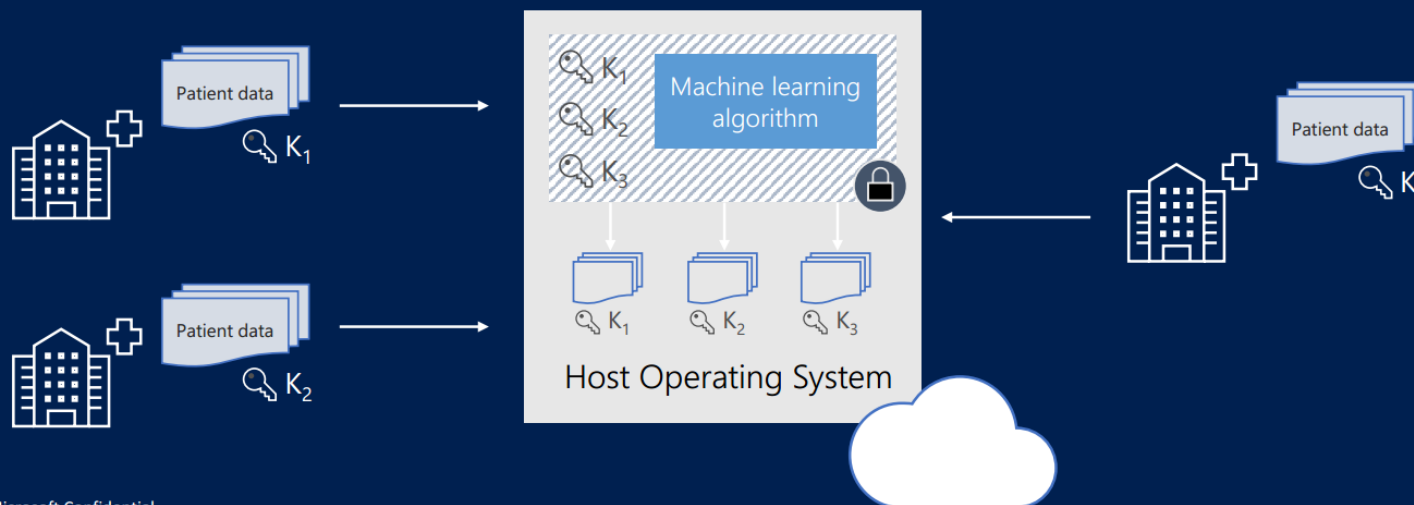 Patient data
K₁
Patient data
K₂
K₁
K₂
K₃
Machine learning
algorithm
K₁
K₂
K₃
Host Operating System
Patient data
K
Confidential